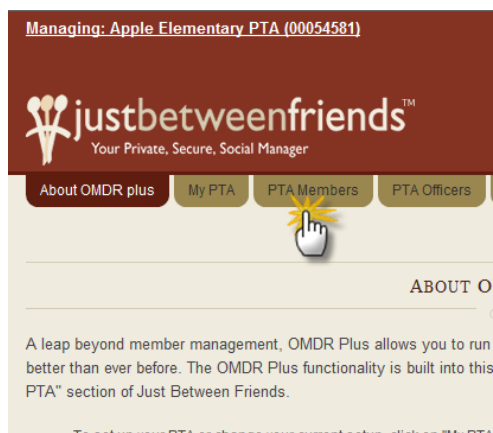 Managing: Apple Elementary PTA (00054581)
justbetweenfriends™
Your Private, Secure, Social Manager
About OMDR plus My PTA PTA Members PTA Officers
ABOUT O
A leap beyond member management, OMDR Plus allows you to run
better than ever before. The OMDR Plus functionality is built into this
PTA" section of Just Between Friends.